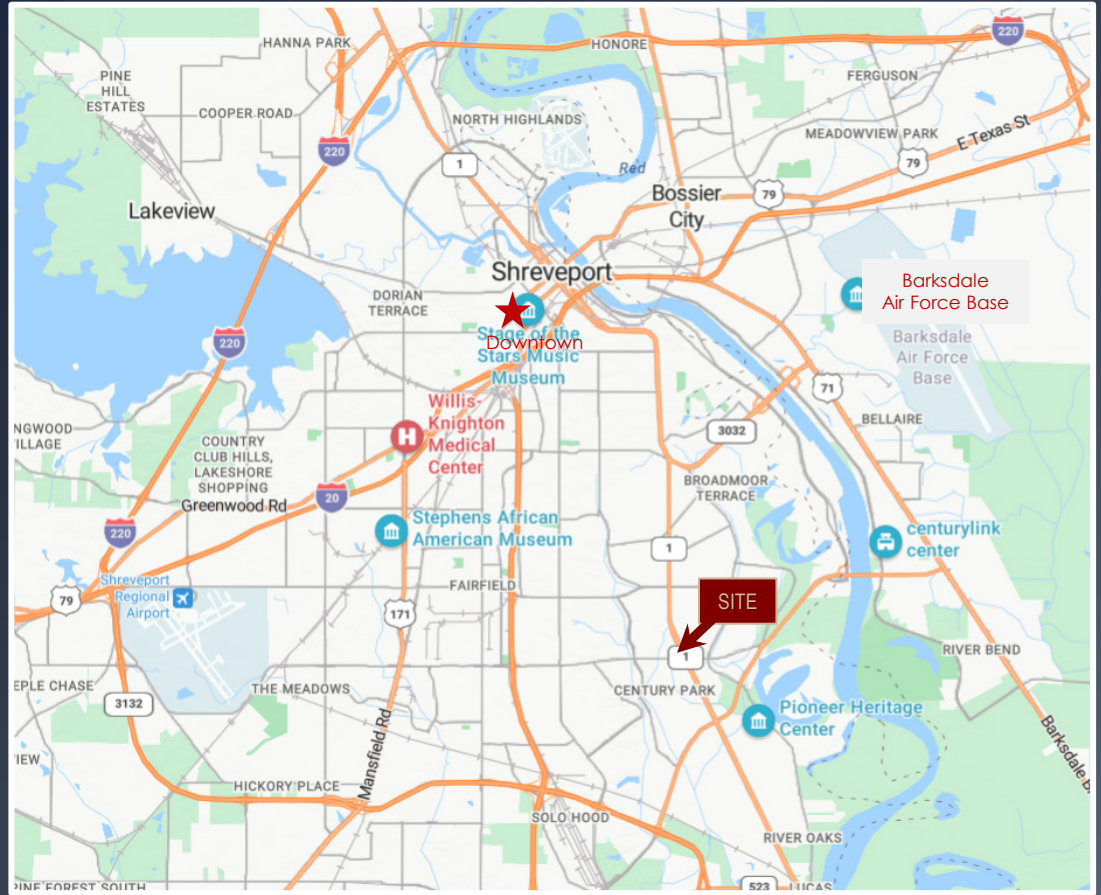 220
HANNA PARK
HONORE
PINE
HILL
ESTATES
FERGUSON
COOPER ROAD
NORTH HIGHLANDS
MEADOWVIEW PARK
E Texas St
220
1
79
Red
79
Bossier
City
Lakeview
Shreveport
Barksdale
Air Force Base
DORIAN
TERRACE
Stage of the
Stars Music
Museum
Downtown
Barksdale
Air Force
Base
220
71
Willis-
Knighton
Medical
Center
H
NGWOOD
VILLAGE
BELLAIRE
3032
COUNTRY
CLUB HILLS,
LAKESHORE
SHOPPING
BROADMOOR
TERRACE
20
Greenwood Rd
Stephens African
American Museum
220
centurylink
center
1
Shreveport
Regional
Airport
FAIRFIELD
79
171
SITE
RIVER BEND
1
EPLE CHASE
THE MEADOWS
CENTURY PARK
3132
Pioneer Heritage
Center
Mansfield Rd
Barksdale B
IEW
HICKORY PLACE
SOLO HOOD
RIVER OAKS
PINE FOREST SOUTH
523
LUCAS